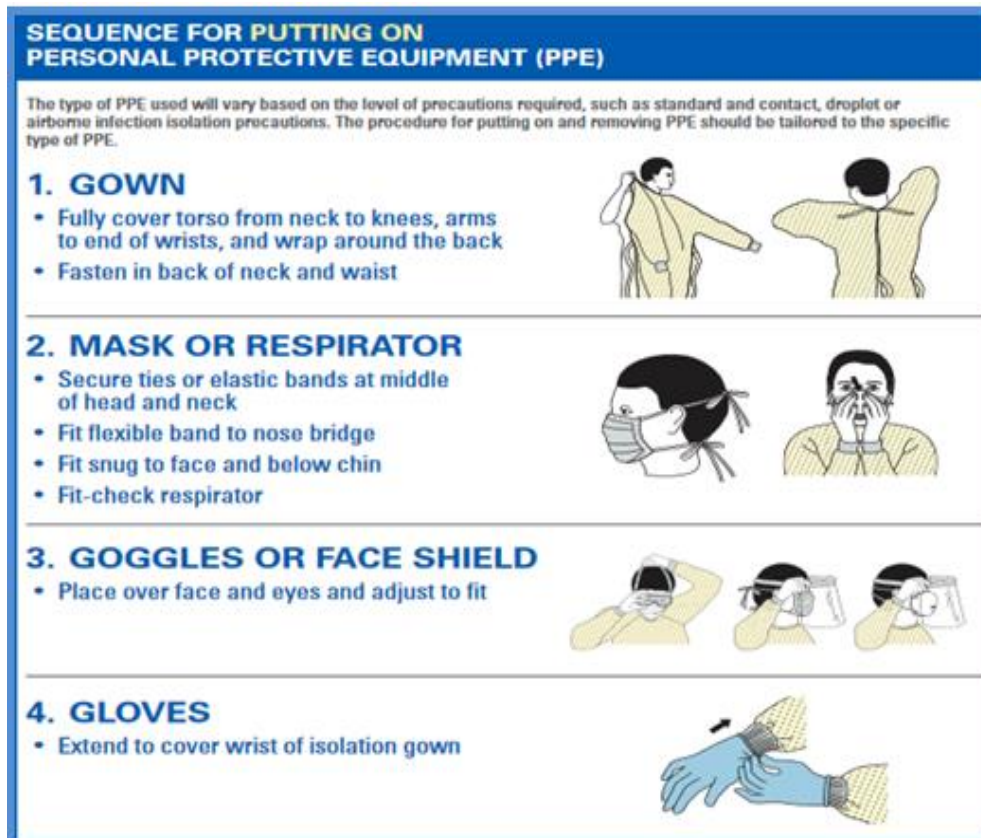 SEQUENCE FOR PUTTING ON
PERSONAL PROTECTIVE EQUIPMENT (PPE)
The type of PPE used will vary based on the level of precautions required, such as standard and contact, droplet or
airborne infection isolation precautions. The procedure for putting on and removing PPE should be tailored to the specific
type of PPE.
1. GOWN
• Fully cover torso from neck to knees, arms
to end of wrists, and wrap around the back
• Fasten in back of neck and waist
2. MASK OR RESPIRATOR
• Secure ties or elastic bands at middle
of head and neck
• Fit flexible band to nose bridge
• Fit snug to face and below chin
• Fit-check respirator
3. GOGGLES OR FACE SHIELD
• Place over face and eyes and adjust to fit
4. GLOVES
• Extend to cover wrist of isolation gown